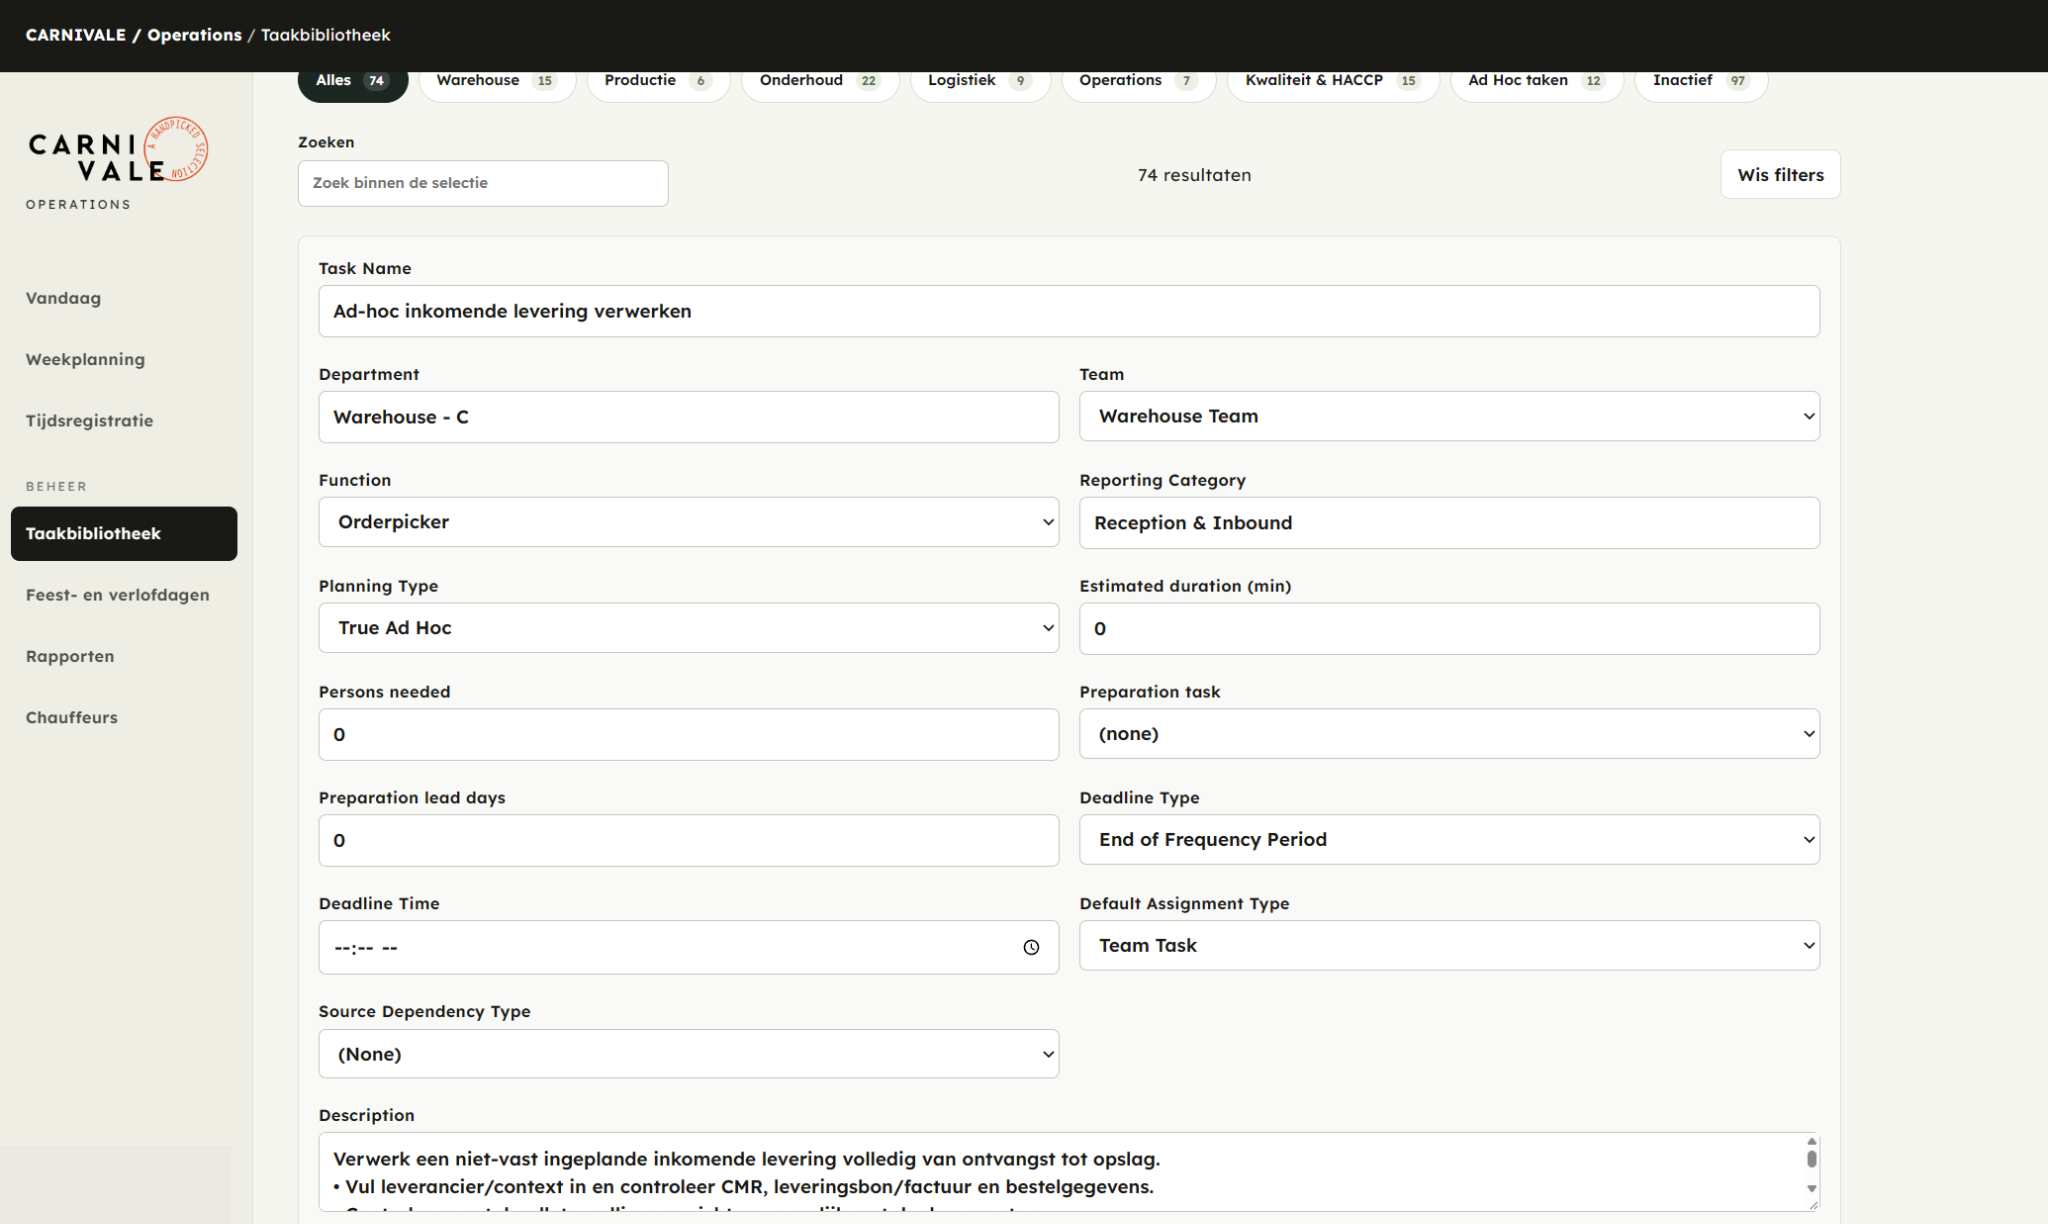 CARNIVALE / Operations / Taakbibliotheek
Alles 74 Warehouse 15 Productie 6 Onderhoud 22 Logistiek 9 Operations 7 Kwaliteit & HACCP 15 Ad Hoc taken 12 Inactief 97
CARNI
VALE
A HANDPICKED SELECTION
OPERATIONS
Vandaag
Weekplanning
Tijdsregistratie
BEHEER
Taakbibliotheek
Feest- en verlofdagen
Rapporten
Chauffeurs
Zoeken
Zoek binnen de selectie
74 resultaten
Wis filters
Task Name
Ad-hoc inkomende levering verwerken
Department
Warehouse - C
Team
Warehouse Team
Function
Orderpicker
Reporting Category
Reception & Inbound
Planning Type
True Ad Hoc
Estimated duration (min)
0
Persons needed
0
Preparation task
(none)
Preparation lead days
0
Deadline Type
End of Frequency Period
Deadline Time
--:-- --
Default Assignment Type
Team Task
Source Dependency Type
(None)
Description
Verwerk een niet-vast ingeplande inkomende levering volledig van ontvangst tot opslag.
• Vul leverancier/context in en controleer CMR, leveringsbon/factuur en bestelgegevens.